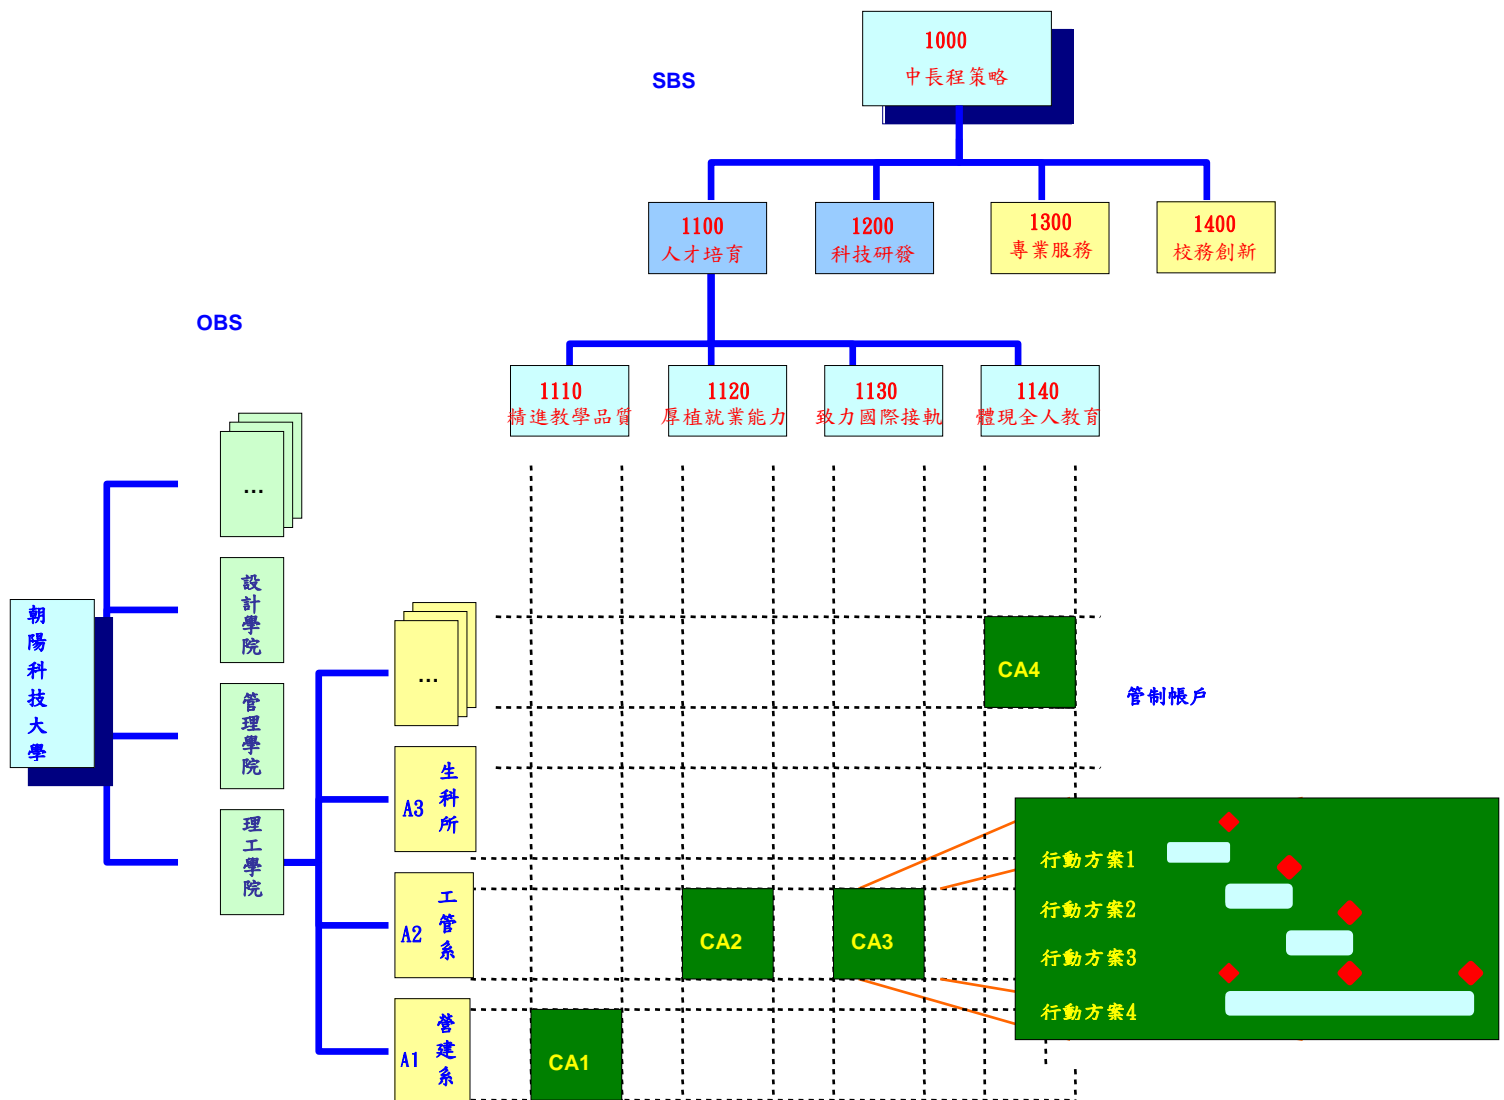 1000
中長程策略
SBS
1100
人才培育
1200
科技研發
1300
專業服務
1400
校務創新
OBS
1110
精進教學品質
1120
厚植就業能力
1130
致力國際接軌
1140
體現全人教育
...
設計學院
朝陽科技大學
管理學院
理工學院
...
A3 生科所
A2 工管系
A1 營建系
CA4
管制帳戶
CA2
CA3
CA1
行動方案1
行動方案2
行動方案3
行動方案4